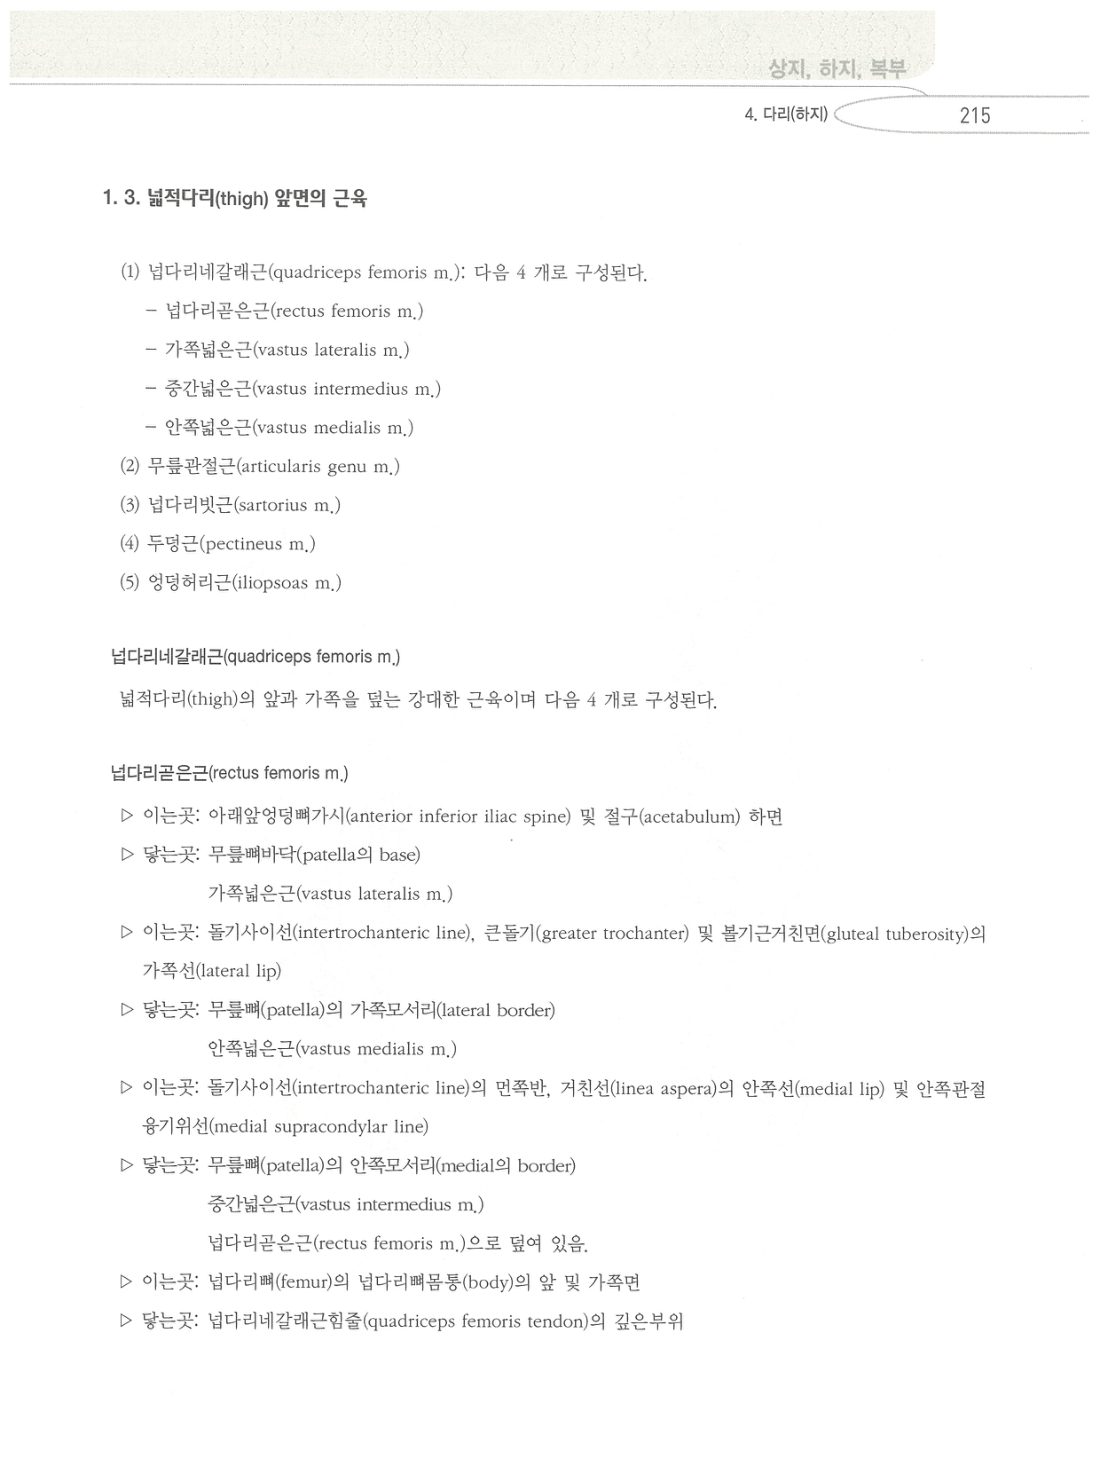 상지, 하지, 복부
4. 다리(하지)
215
1. 3. 넓적다리(thigh) 앞면의 근육
(1) 넙다리네갈래근(quadriceps femoris m.): 다음 4 개로 구성된다.
– 넙다리곧은근(rectus femoris m.)
– 가쪽넓은근(vastus lateralis m.)
– 중간넓은근(vastus intermedius m.)
– 안쪽넓은근(vastus medialis m.)
(2) 무릎관절근(articularis genu m.)
(3) 넙다리빗근(sartorius m.)
(4) 두덩근(pectineus m.)
(5) 엉덩허리근(iliopsoas m.)
넙다리네갈래근(quadriceps femoris m.)
넓적다리(thigh)의 앞과 가쪽을 덮는 강대한 근육이며 다음 4 개로 구성된다.
넙다리곧은근(rectus femoris m.)
▷ 이는곳: 아래앞엉덩뼈가시(anterior inferior iliac spine) 및 절구(acetabulum) 하면
▷ 닿는곳: 무릎뼈바닥(patella의 base)
가쪽넓은근(vastus lateralis m.)
▷ 이는곳: 돌기사이선(intertrochanteric line), 큰돌기(greater trochanter) 및 볼기근거친면(gluteal tuberosity)의
가쪽선(lateral lip)
▷ 닿는곳: 무릎뼈(patella)의 가쪽모서리(lateral border)
안쪽넓은근(vastus medialis m.)
▷ 이는곳: 돌기사이선(intertrochanteric line)의 먼쪽반, 거친선(linea aspera)의 안쪽선(medial lip) 및 안쪽관절
융기위선(medial supracondylar line)
▷ 닿는곳: 무릎뼈(patella)의 안쪽모서리(medial의 border)
중간넓은근(vastus intermedius m.)
넙다리곧은근(rectus femoris m.)으로 덮여 있음.
▷ 이는곳: 넙다리뼈(femur)의 넙다리뼈몸통(body)의 앞 및 가쪽면
▷ 닿는곳: 넙다리네갈래근힘줄(quadriceps femoris tendon)의 깊은부위